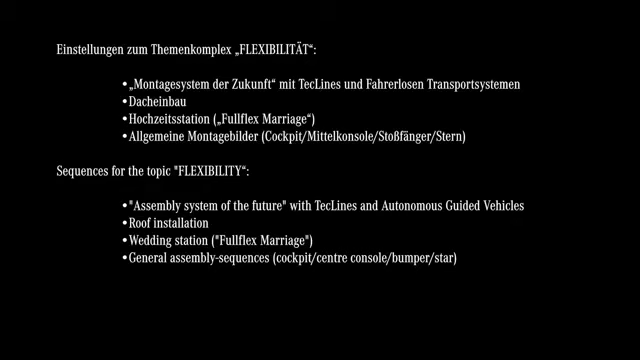 Einstellungen zum Themenkomplex „FLEXIBILITÄT“:
•„Montagesystem der Zukunft“ mit TecLines und Fahrerlosen Transportsystemen
•Dacheinbau
•Hochzeitsstation („Fullflex Marriage“)
•Allgemeine Montagebilder (Cockpit/Mittelkonsole/Stoßfänger/Stern)
Sequences for the topic "FLEXIBILITY“:
•"Assembly system of the future" with TecLines and Autonomous Guided Vehicles
•Roof installation
•Wedding station ("Fullflex Marriage")
•General assembly-sequences (cockpit/centre console/bumper/star)